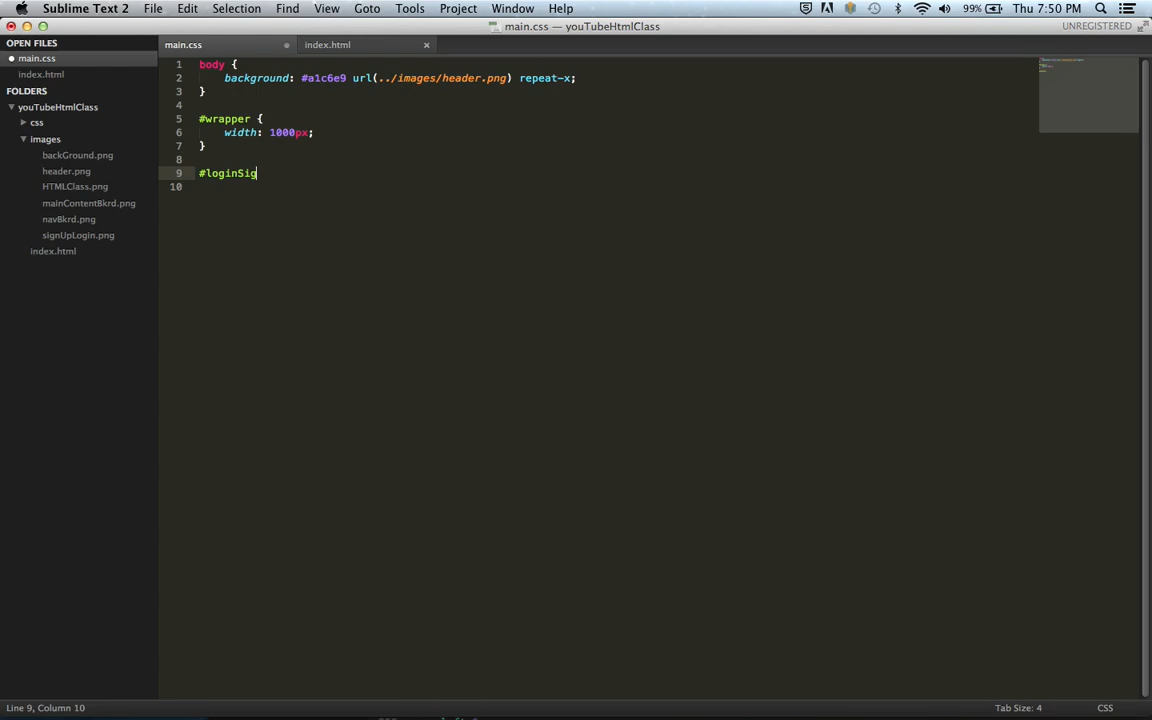 Sublime Text 2 File Edit Selection Find View Goto Tools Project Window Help 99% Thu 7:50 PM
main.css — youTubeHtmlClass UNREGISTERED
OPEN FILES
main.css
index.html
FOLDERS
youTubeHtmlClass
css
images
backGround.png
header.png
HTMLClass.png
mainContentBkrd.png
navBkrd.png
signUpLogin.png
index.html
main.css index.html
1 body {
2 background: #a1c6e9 url(../images/header.png) repeat-x;
3 }
4
5 #wrapper {
6 width: 1000px;
7 }
8
9 #loginSig
10
Line 9, Column 10 Tab Size: 4 CSS